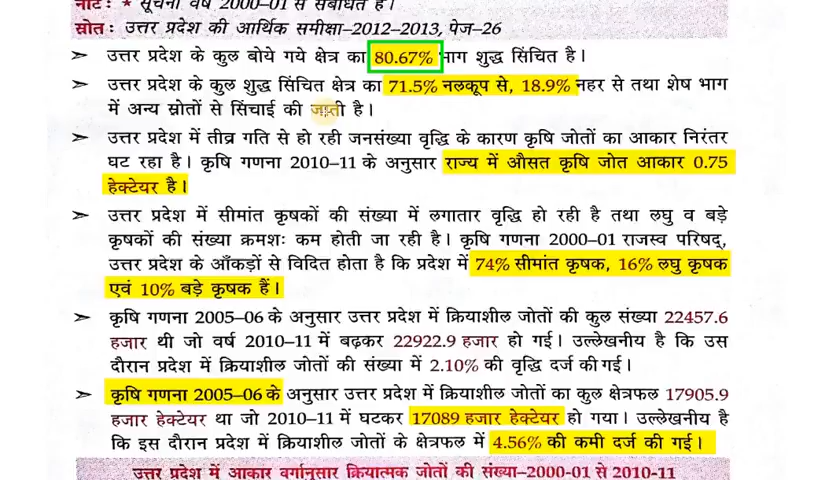 नोटः * सूचना वर्ष 2000–01 से संबंधित है।
स्रोतः उत्तर प्रदेश की आर्थिक समीक्षा–2012–2013, पेज–26
➢ उत्तर प्रदेश के कुल बोये गये क्षेत्र का 80.67% भाग शुद्ध सिंचित है।
➢ उत्तर प्रदेश के कुल शुद्ध सिंचित क्षेत्र का 71.5% नलकूप से, 18.9% नहर से तथा शेष भाग
में अन्य स्रोतों से सिंचाई की जाती है।
➢ उत्तर प्रदेश में तीव्र गति से हो रही जनसंख्या वृद्धि के कारण कृषि जोतों का आकार निरंतर
घट रहा है। कृषि गणना 2010–11 के अनुसार राज्य में औसत कृषि जोत आकार 0.75
हेक्टेयर है।
➢ उत्तर प्रदेश में सीमांत कृषकों की संख्या में लगातार वृद्धि हो रही है तथा लघु व बड़े
कृषकों की संख्या क्रमशः कम होती जा रही है। कृषि गणना 2000–01 राजस्व परिषद्,
उत्तर प्रदेश के आँकड़ों से विदित होता है कि प्रदेश में 74% सीमांत कृषक, 16% लघु कृषक
एवं 10% बड़े कृषक हैं।
➢ कृषि गणना 2005–06 के अनुसार उत्तर प्रदेश में क्रियाशील जोतों की कुल संख्या 22457.6
हजार थी जो वर्ष 2010–11 में बढ़कर 22922.9 हजार हो गई। उल्लेखनीय है कि उस
दौरान प्रदेश में क्रियाशील जोतों की संख्या में 2.10% की वृद्धि दर्ज की गई।
➢ कृषि गणना 2005–06 के अनुसार उत्तर प्रदेश में क्रियाशील जोतों का कुल क्षेत्रफल 17905.9
हजार हेक्टेयर था जो 2010–11 में घटकर 17089 हजार हेक्टेयर हो गया। उल्लेखनीय है
कि इस दौरान प्रदेश में क्रियाशील जोतों के क्षेत्रफल में 4.56% की कमी दर्ज की गई।
उत्तर प्रदेश में आकार वर्गानुसार क्रियात्मक जोतों की संख्या–2000-01 से 2010-11